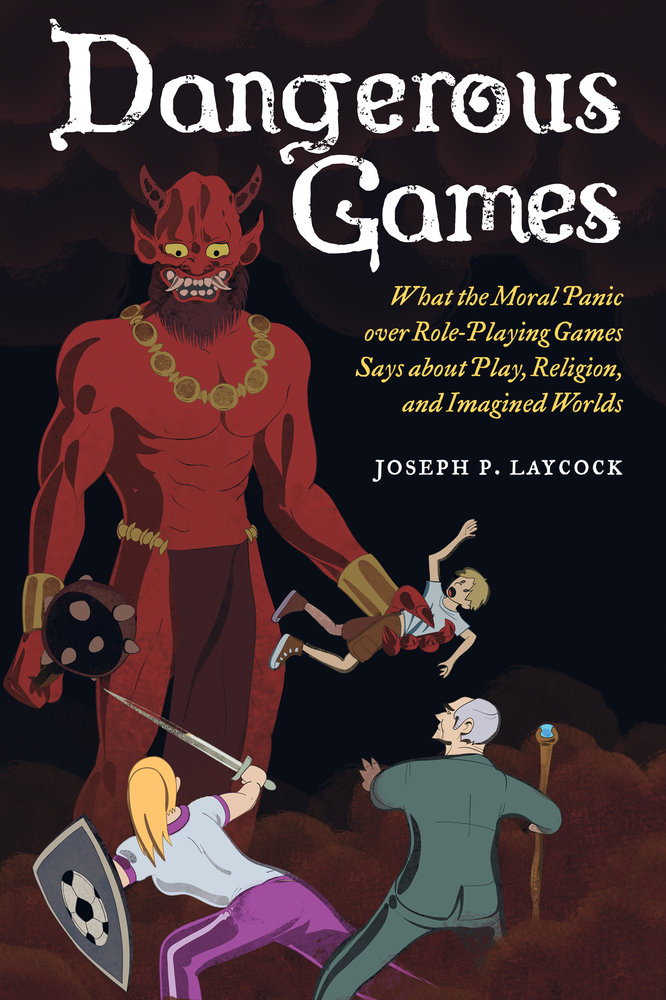 Dangerous
Games
What the Moral Panic
over Role-Playing Games
Says about Play, Religion,
and Imagined Worlds
JOSEPH P. LAYCOCK